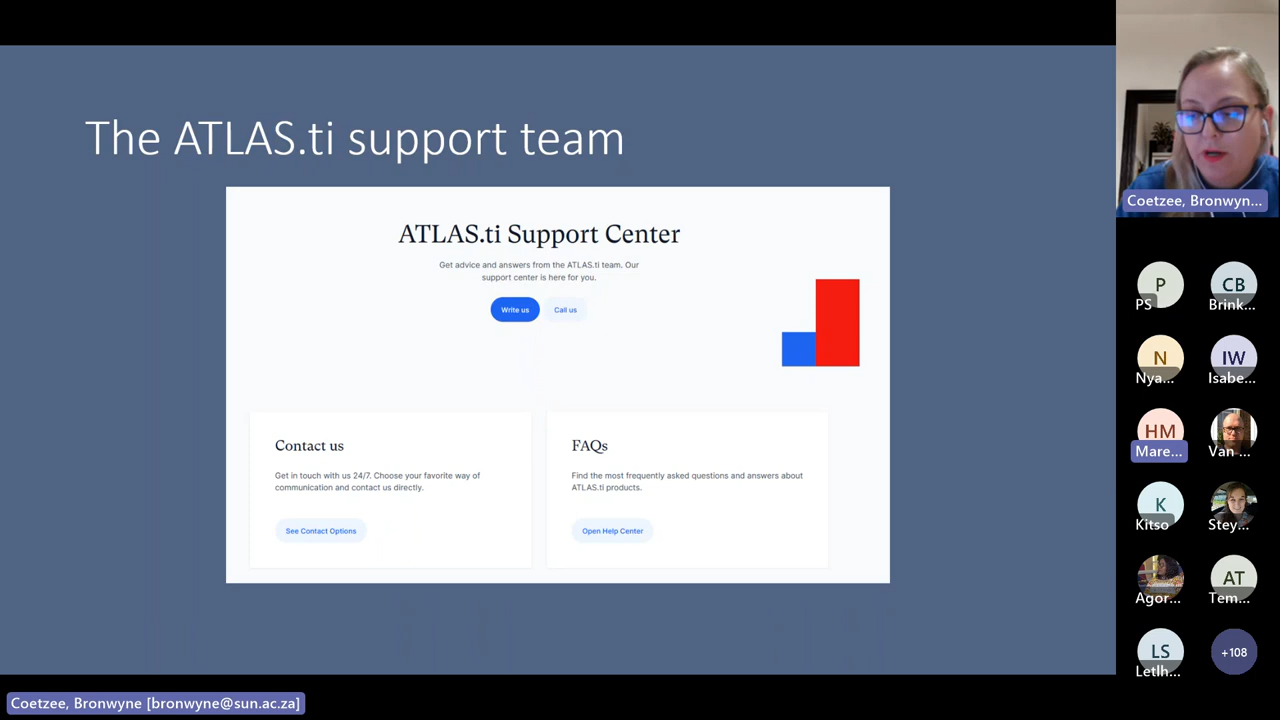 The ATLAS.ti support team
ATLAS.ti Support Center
Get advice and answers from the ATLAS.ti team. Our
support center is here for you.
Write us
Call us
Contact us
Get in touch with us 24/7. Choose your favorite way of
communication and contact us directly.
See Contact Options
FAQs
Find the most frequently asked questions and answers about
ATLAS.ti products.
Open Help Center
Coetzee, Bronwyn...
P
PS
CB
Brink...
N
Nya...
IW
Isabe...
HM
Mare...
Van ...
K
Kitso
Stey...
Agor...
AT
Tem...
LS
Letlh...
+108
Coetzee, Bronwyne [bronwyne@sun.ac.za]